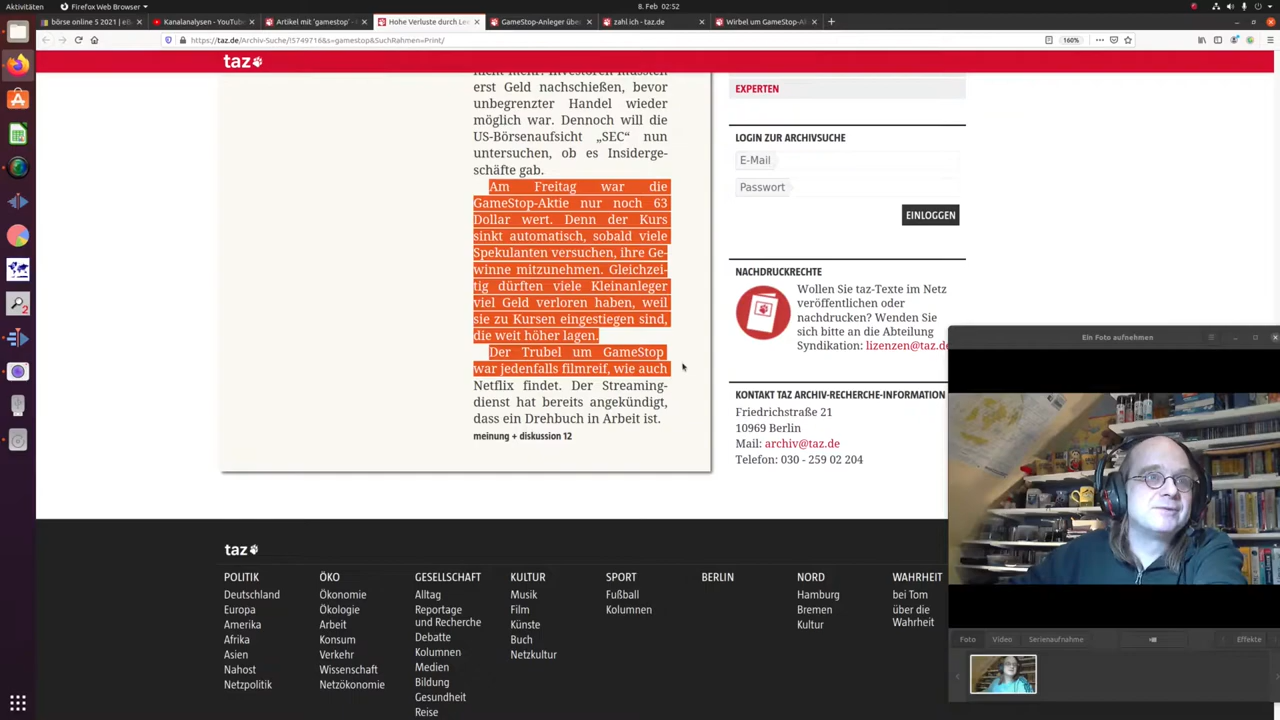 Aktivitäten
Firefox Web Browser
8. Feb 02:52
börse online 5 2021 | eB
Kanalanalysen - YouTube
Artikel mit 'gamestop' -
Hohe Verluste durch Lee
GameStop-Anleger übe
zahl ich - taz.de
Wirbel um GameStop-Ak
160%
taz
nicht mehr: Investoren mussten
erst Geld nachschießen, bevor
unbegrenzter Handel wieder
möglich war. Dennoch will die
US-Börsenaufsicht „SEC“ nun
untersuchen, ob es Insiderge-
schäfte gab.
Am Freitag war die
GameStop-Aktie nur noch 63
Dollar wert. Denn der Kurs
sinkt automatisch, sobald viele
Spekulanten versuchen, ihre Ge-
winne mitzunehmen. Gleichzei-
tig dürften viele Kleinanleger
viel Geld verloren haben, weil
sie zu Kursen eingestiegen sind,
die weit höher lagen.
Der Trubel um GameStop
war jedenfalls filmreif, wie auch
Netflix findet. Der Streaming-
dienst hat bereits angekündigt,
dass ein Drehbuch in Arbeit ist.
meinung + diskussion 12
EXPERTEN
LOGIN ZUR ARCHIVSUCHE
E-Mail
Passwort
EINLOGGEN
NACHDRUCKRECHTE
Wollen Sie taz-Texte im Netz
veröffentlichen oder
nachdrucken? Wenden Sie
sich bitte an die Abteilung
Syndikation: lizenzen@taz.de
KONTAKT TAZ ARCHIV-RECHERCHE-INFORMATION
Friedrichstraße 21
10969 Berlin
Mail: archiv@taz.de
Telefon: 030 - 259 02 204
Ein Foto aufnehmen
Foto
Video
Serienaufnahme
Effekte
taz
POLITIK
Deutschland
Europa
Amerika
Afrika
Asien
Nahost
Netzpolitik
ÖKO
Ökonomie
Ökologie
Arbeit
Konsum
Verkehr
Wissenschaft
Netzökonomie
GESELLSCHAFT
Alltag
Reportage
und Recherche
Debatte
Kolumnen
Medien
Bildung
Gesundheit
Reise
KULTUR
Musik
Film
Künste
Buch
Netzkultur
SPORT
Fußball
Kolumnen
BERLIN
NORD
Hamburg
Bremen
Kultur
WAHRHEIT
bei Tom
über die
Wahrheit